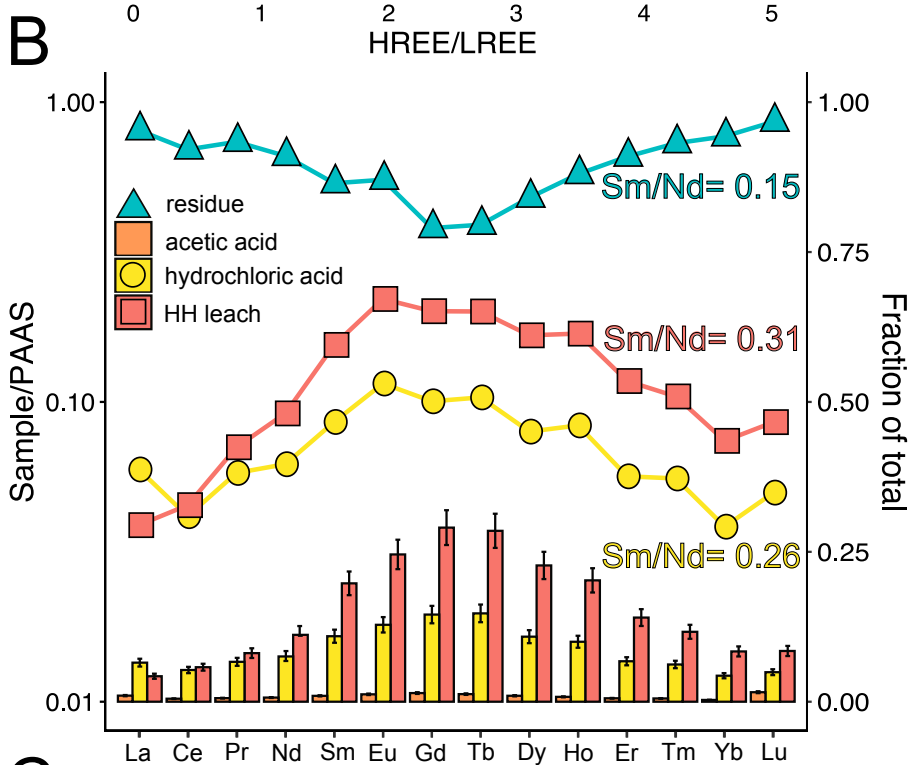 0 1 2 3 4 5
HREE/LREE
B
1.00 1.00
Sm/Nd= 0.15
residue
acetic acid
hydrochloric acid
HH leach
0.75
Sm/Nd= 0.31
Sample/PAAS
Fraction of total
0.10 0.50
Sm/Nd= 0.26
0.25
0.01 0.00
La Ce Pr Nd Sm Eu Gd Tb Dy Ho Er Tm Yb Lu